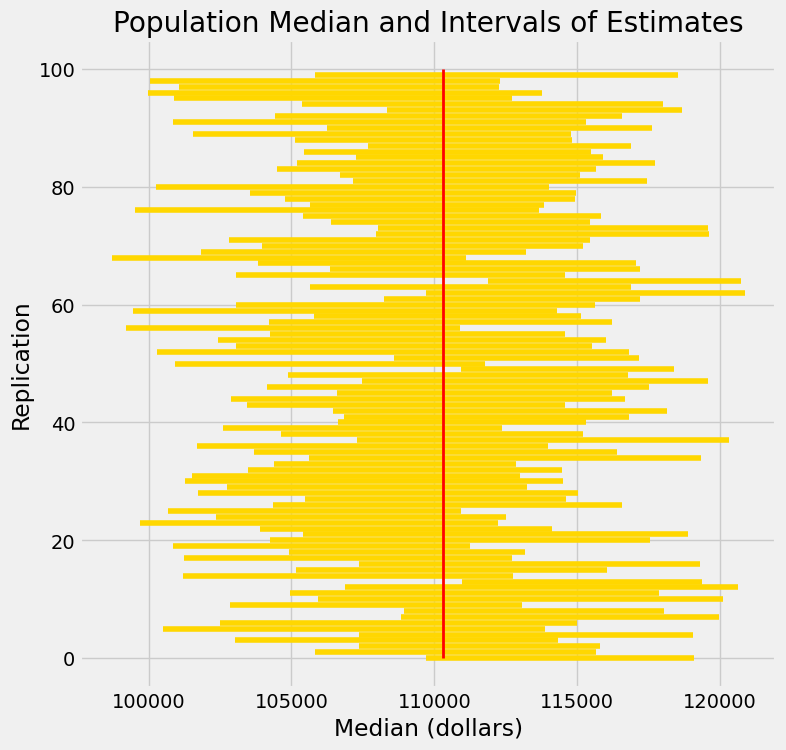 Population Median and Intervals of Estimates
100
80
60
40
20
0
Replication
100000 105000 110000 115000 120000
Median (dollars)